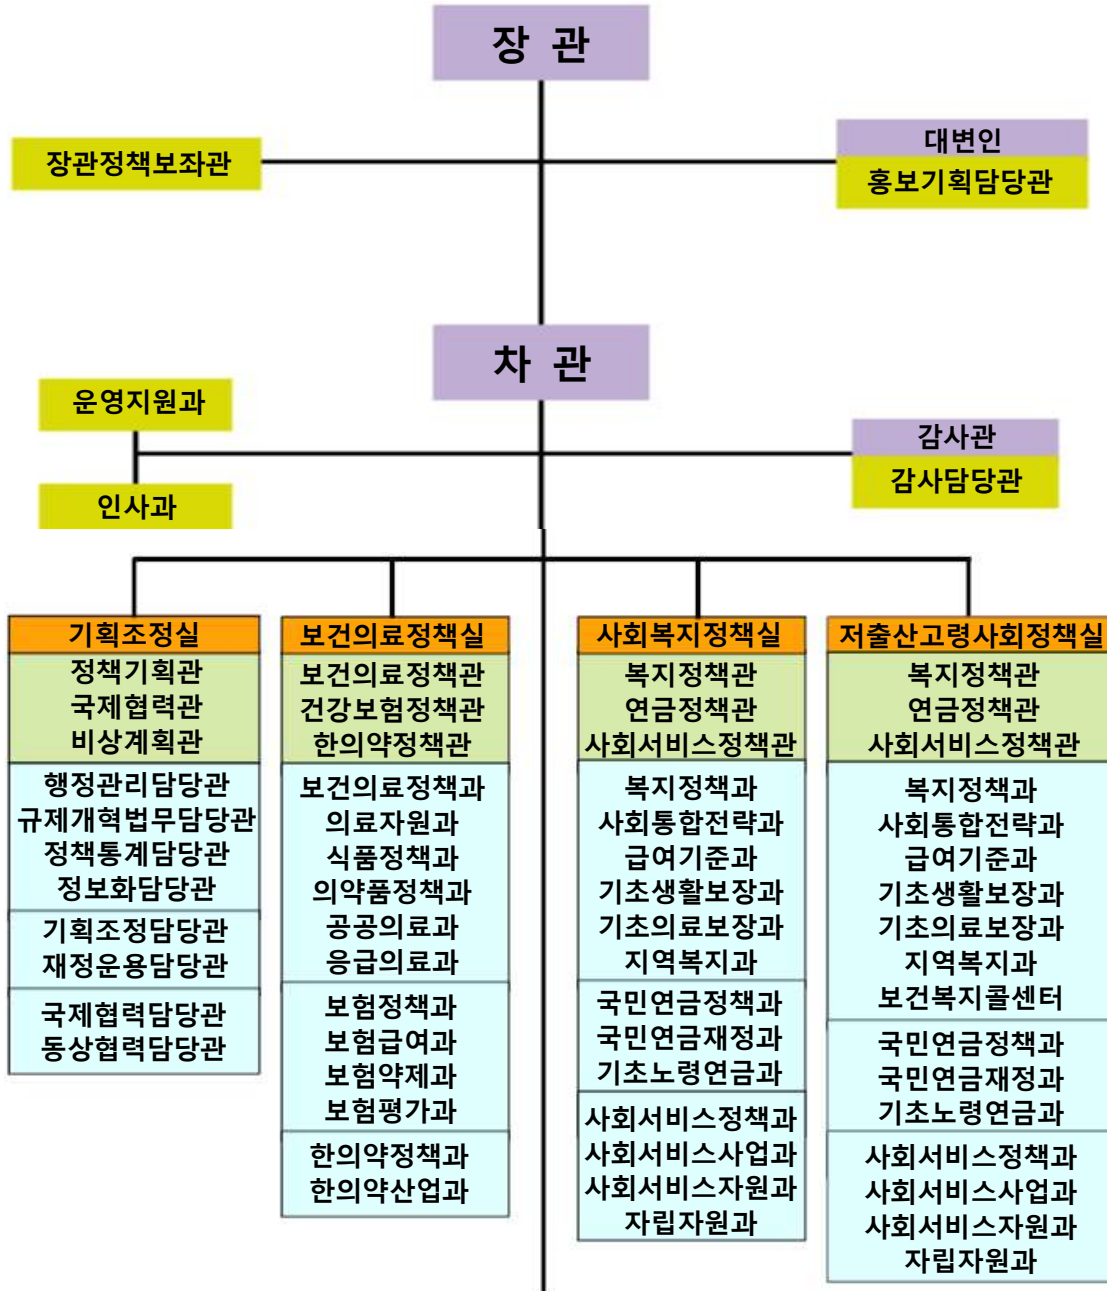 장 관
장관정책보좌관
대변인
홍보기획담당관
차 관
운영지원과
인사과
감사관
감사담당관
기획조정실
정책기획관
국제협력관
비상계획관
행정관리담당관
규제개혁법무담당관
정책통계담당관
정보화담당관
기획조정담당관
재정운용담당관
국제협력담당관
동상협력담당관
보건의료정책실
보건의료정책관
건강보험정책관
한의약정책관
보건의료정책과
의료자원과
식품정책과
의약품정책과
공공의료과
응급의료과
보험정책과
보험급여과
보험약제과
보험평가과
한의약정책과
한의약산업과
사회복지정책실
복지정책관
연금정책관
사회서비스정책관
복지정책과
사회통합전략과
급여기준과
기초생활보장과
기초의료보장과
지역복지과
국민연금정책과
국민연금재정과
기초노령연금과
사회서비스정책과
사회서비스사업과
사회서비스자원과
자립자원과
저출산고령사회정책실
복지정책관
연금정책관
사회서비스정책관
복지정책과
사회통합전략과
급여기준과
기초생활보장과
기초의료보장과
지역복지과
보건복지콜센터
국민연금정책과
국민연금재정과
기초노령연금과
사회서비스정책과
사회서비스사업과
사회서비스자원과
자립자원과